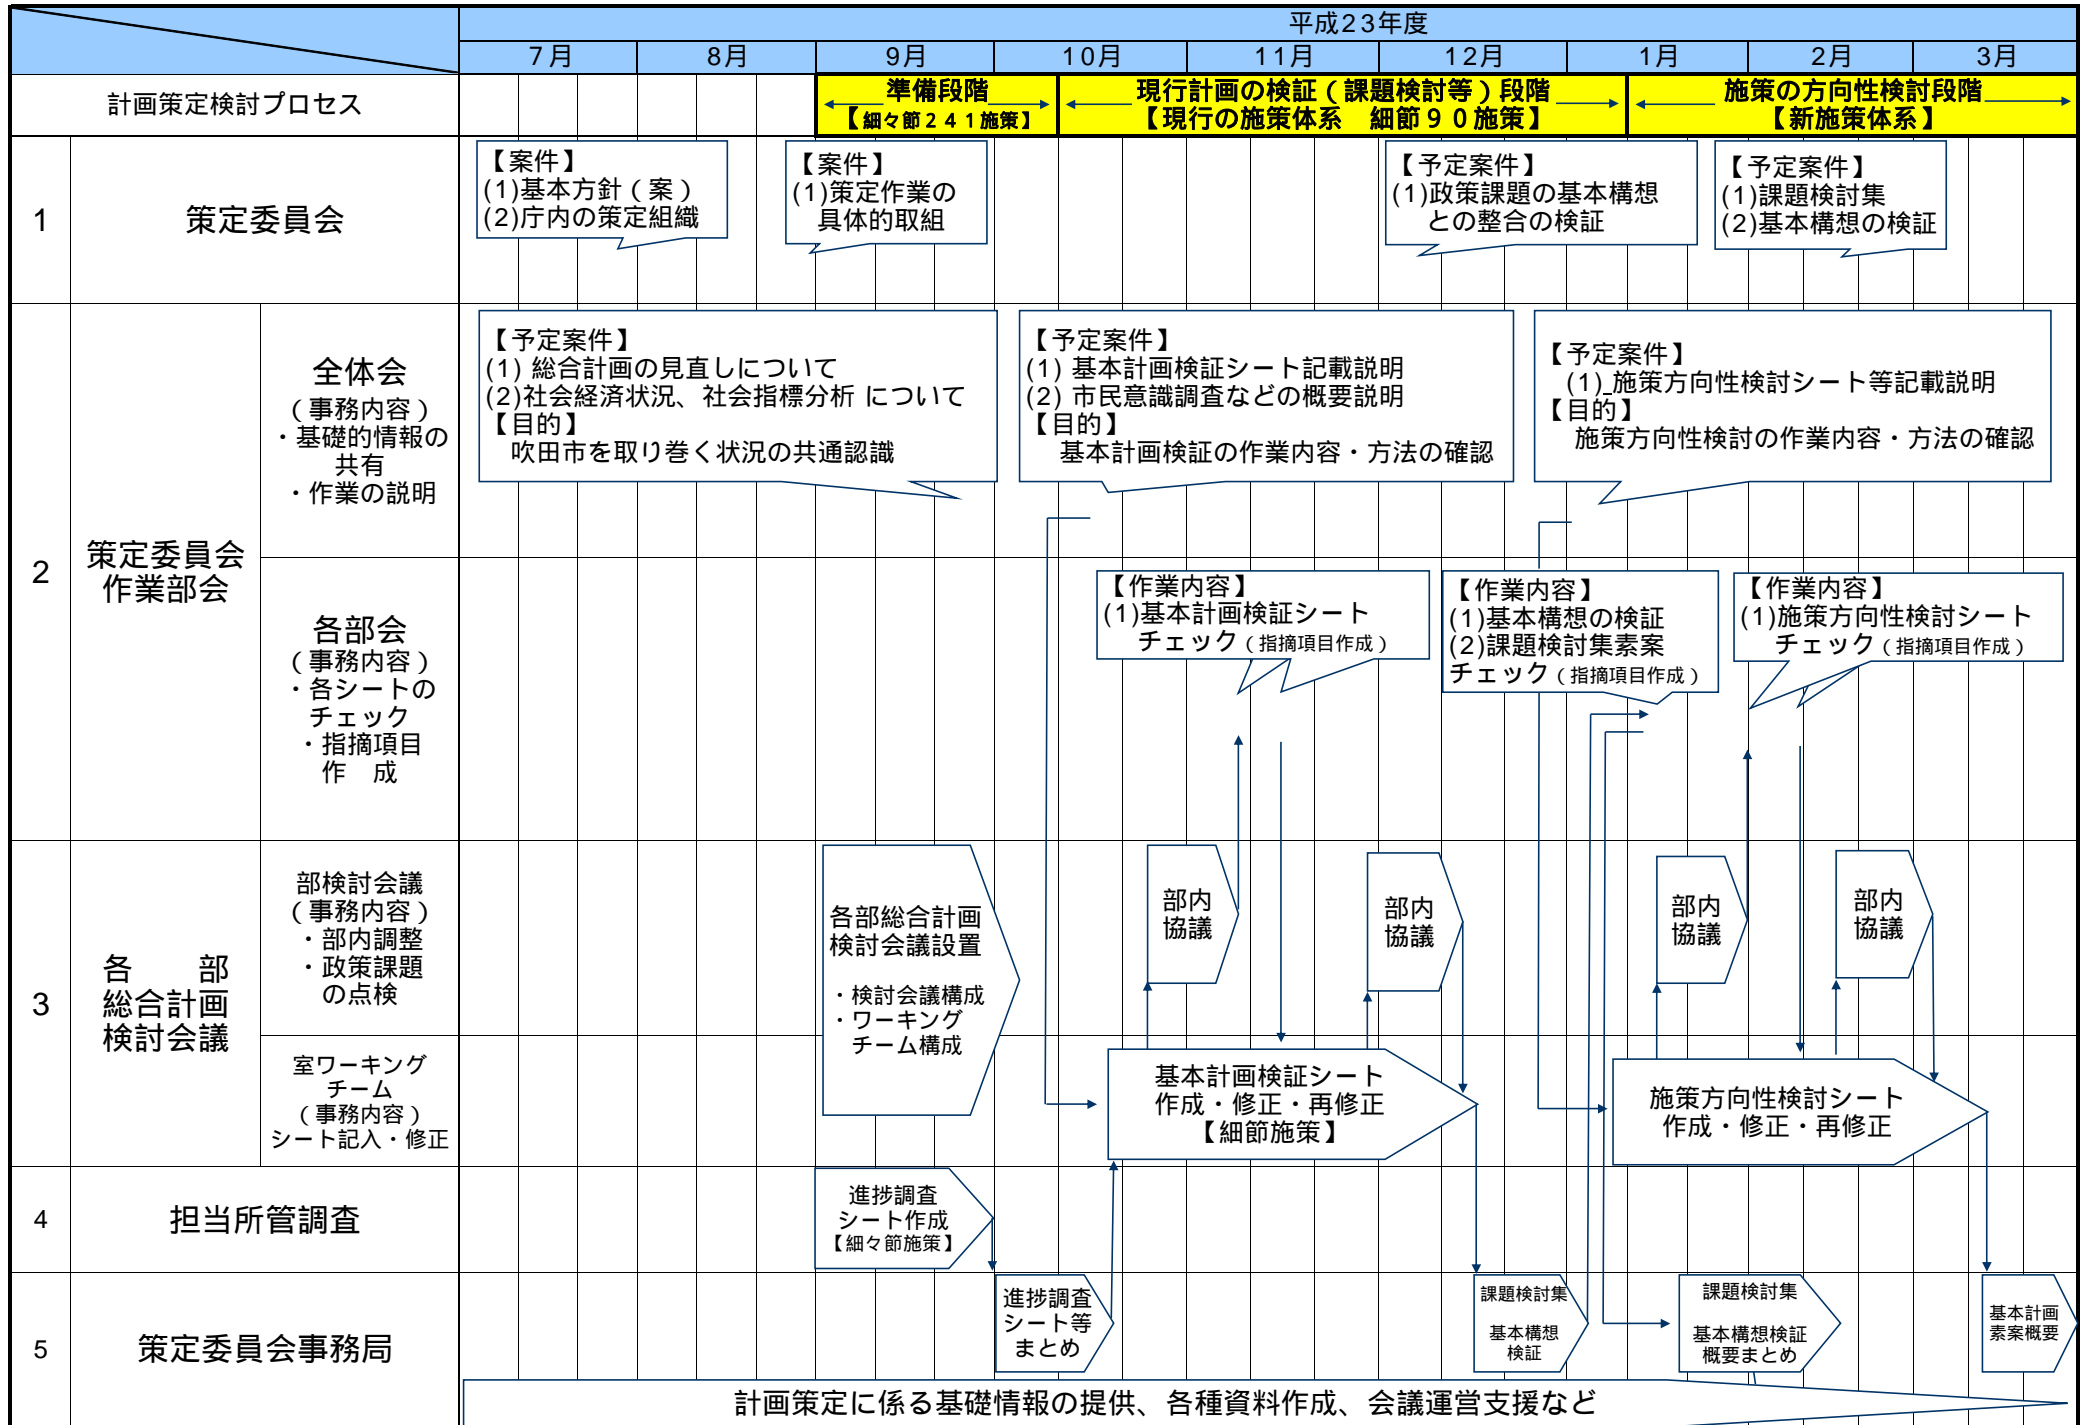 平成23年度
7月 8月 9月 10月 11月 12月 1月 2月 3月
計画策定検討プロセス
準備段階
【細々節241施策】
現行計画の検証(課題検討等)段階
【現行の施策体系 細節90施策】
施策の方向性検討段階
【新施策体系】
1
策定委員会
【案件】
(1)基本方針(案)
(2)庁内の策定組織
【案件】
(1)策定作業の
具体的取組
【予定案件】
(1)政策課題の基本構想
との整合の検証
【予定案件】
(1)課題検討集
(2)基本構想の検証
2
策定委員会
作業部会
全体会
(事務内容)
・基礎的情報の
共有
・作業の説明
【予定案件】
(1) 総合計画の見直しについて
(2)社会経済状況、社会指標分析 について
【目的】
吹田市を取り巻く状況の共通認識
【予定案件】
(1) 基本計画検証シート記載説明
(2) 市民意識調査などの概要説明
【目的】
基本計画検証の作業内容・方法の確認
【予定案件】
(1) 施策方向性検討シート等記載説明
【目的】
施策方向性検討の作業内容・方法の確認
各部会
(事務内容)
・各シートの
チェック
・指摘項目
作 成
【作業内容】
(1)基本計画検証シート
チェック(指摘項目作成)
【作業内容】
(1)基本構想の検証
(2)課題検討集素案
チェック(指摘項目作成)
【作業内容】
(1)施策方向性検討シート
チェック(指摘項目作成)
3
各 部
総合計画
検討会議
部検討会議
(事務内容)
・部内調整
・政策課題
の点検
各部総合計画
検討会議設置
・検討会議構成
・ワーキング
チーム構成
部内
協議
部内
協議
部内
協議
部内
協議
室ワーキング
チーム
(事務内容)
シート記入・修正
基本計画検証シート
作成・修正・再修正
【細節施策】
施策方向性検討シート
作成・修正・再修正
4
担当所管調査
進捗調査
シート作成
【細々節施策】
5
策定委員会事務局
進捗調査
シート等
まとめ
課題検討集
基本構想
検証
課題検討集
基本構想検証
概要まとめ
基本計画
素案概要
計画策定に係る基礎情報の提供、各種資料作成、会議運営支援など